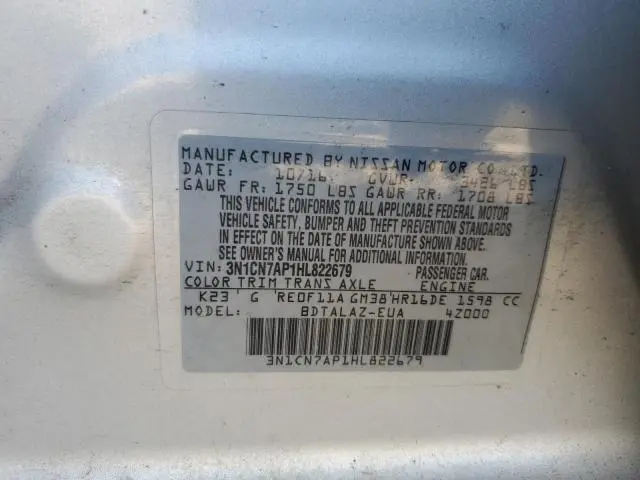 MANUFACTURED BY NISSAN MOTOR CO., LTD.
DATE: 10/16 GVWR: 3486 LBS
GAWR FR: 1750 LBS GAWR RR: 1708 LBS
THIS VEHICLE CONFORMS TO ALL APPLICABLE FEDERAL MOTOR
VEHICLE SAFETY, BUMPER AND THEFT PREVENTION STANDARDS
IN EFFECT ON THE DATE OF MANUFACTURE SHOWN ABOVE.
SEE OWNER'S MANUAL FOR ADDITIONAL INFORMATION.
VIN: 3N1CN7AP1HL822679 PASSENGER CAR
COLOR TRIM TRANS AXLE ENGINE
K23 G RE0F11A GM38 HR16DE 1598 CC
MODEL BDTALAZ-EUA 4Z000
3N1CN7AP1HL822679